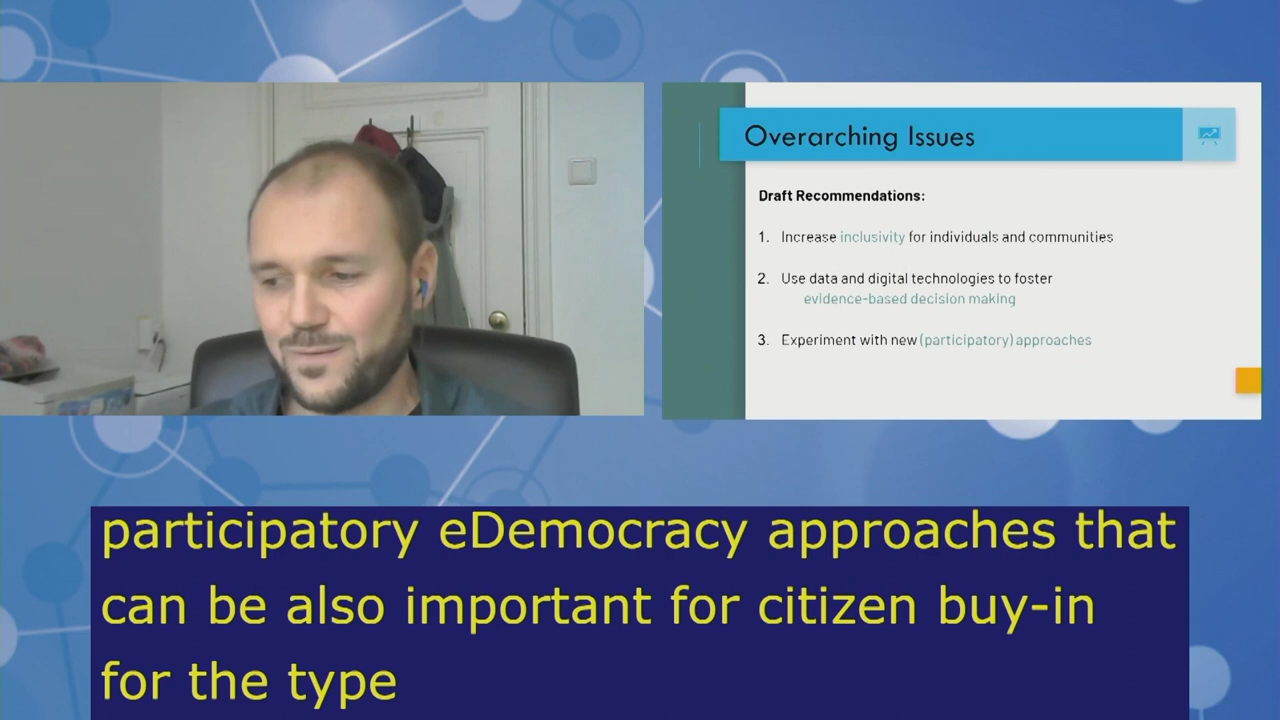 Overarching Issues
Draft Recommendations:
1. Increase inclusivity for individuals and communities
2. Use data and digital technologies to foster
evidence-based decision making
3. Experiment with new (participatory) approaches
participatory eDemocracy approaches that
can be also important for citizen buy-in
for the type